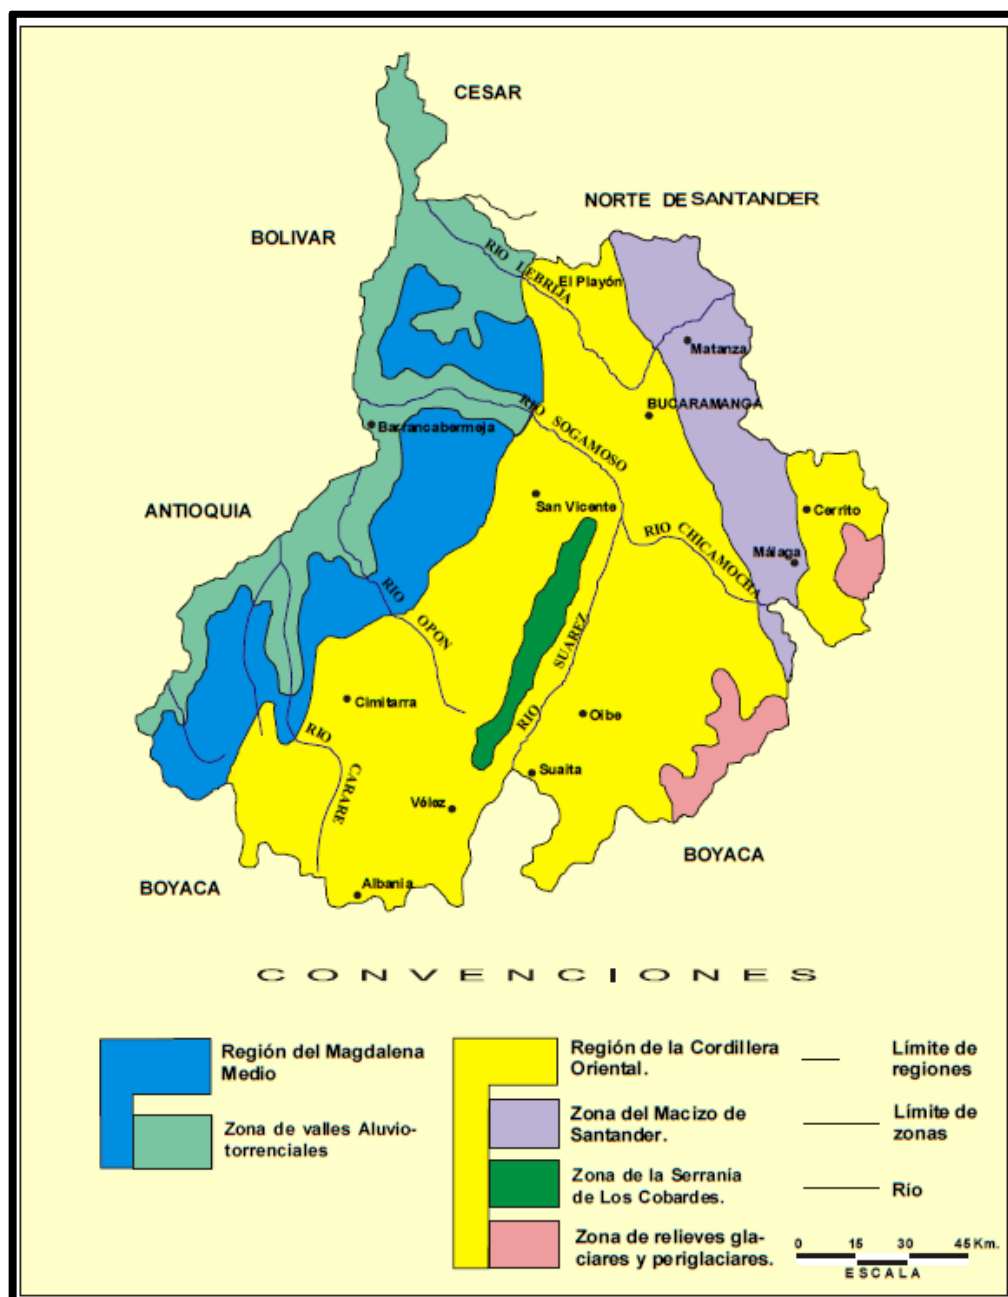 CESAR
NORTE DE SANTANDER
BOLIVAR
RIO LEBRIJA
El Playón
Matanza
BUCARAMANGA
RIO SOGAMOSO
Barrancabermeja
San Vicente
ANTIOQUIA
Cerrito
RIO CHICAMOCHA
Málaga
RIO OPON
RIO SUAREZ
Cimitarra
Oibe
RIO CARARE
Suaita
Vólez
BOYACA
BOYACA
Albania
CONVENCIONES
Región del Magdalena
Medio
Zona de valles Aluvio-
torrenciales
Región de la Cordillera
Oriental.
Zona del Macizo de
Santander.
Zona de la Serranía
de Los Cobardes.
Zona de relieves gla-
ciares y periglaciares.
Límite de
regiones
Límite de
zonas
Río
0 15 30 45 Km.
ESCALA